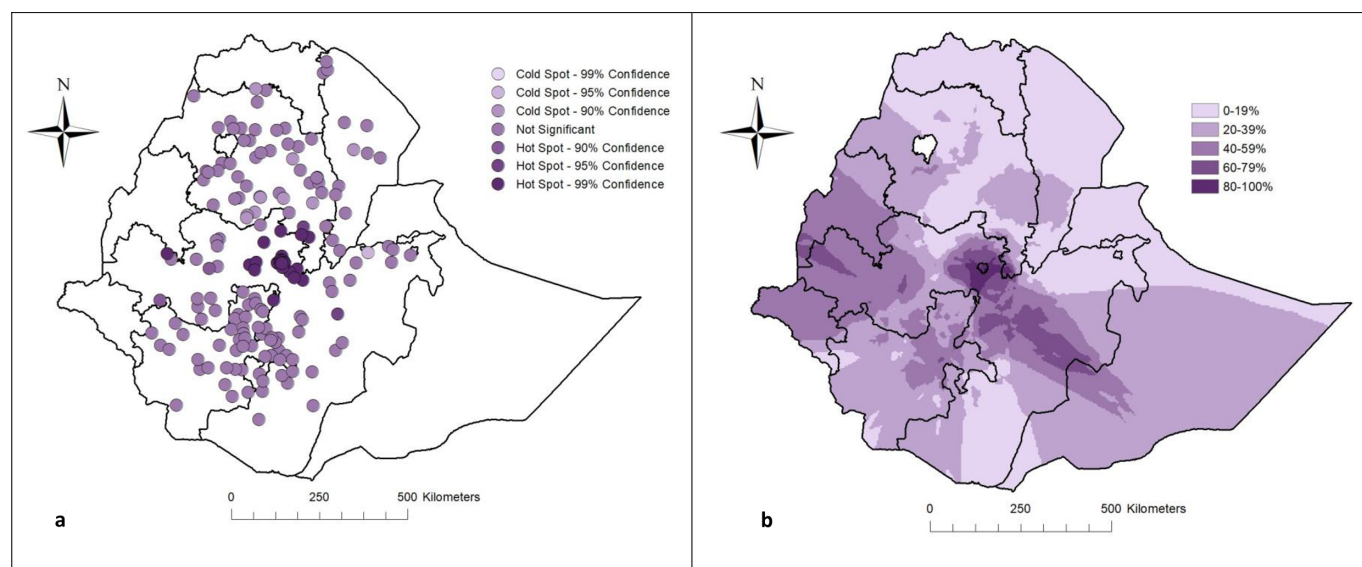 N
Cold Spot - 99% Confidence
Cold Spot - 95% Confidence
Cold Spot - 90% Confidence
Not Significant
Hot Spot - 90% Confidence
Hot Spot - 95% Confidence
Hot Spot - 99% Confidence
0 250 500 Kilometers
a
N
0-19%
20-39%
40-59%
60-79%
80-100%
0 250 500 Kilometers
b